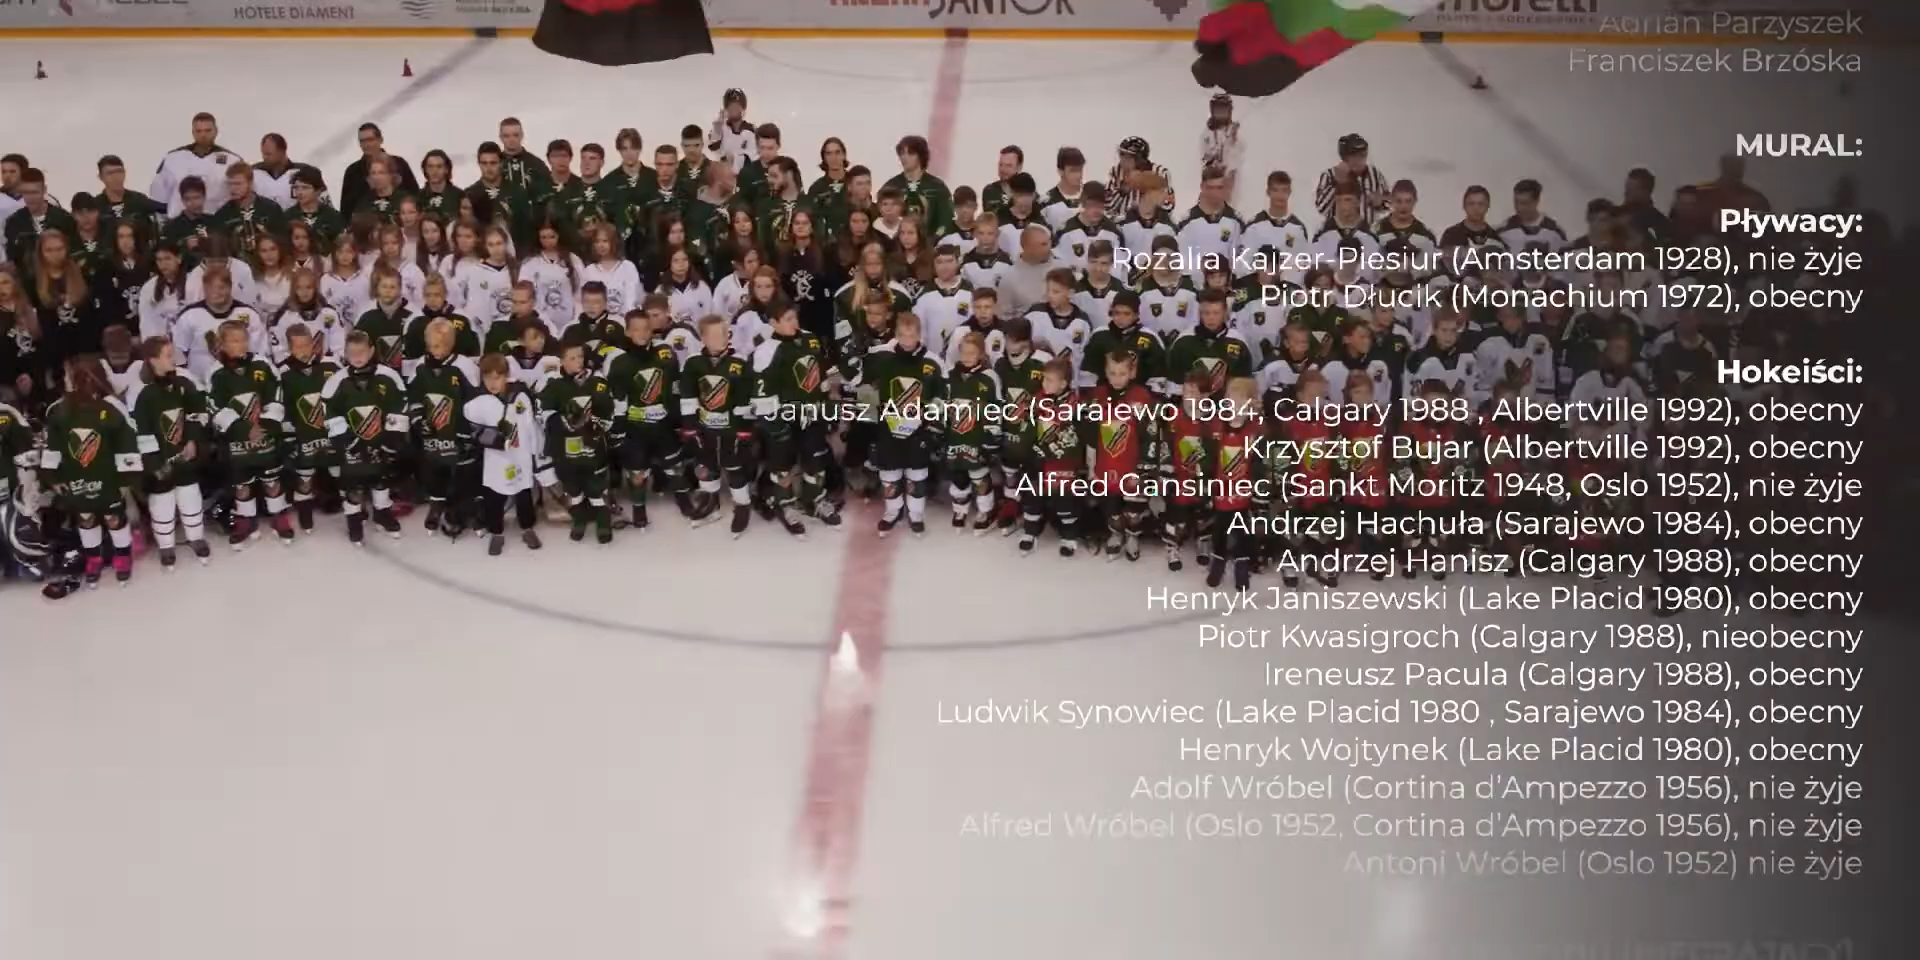 HOTELE DIAMENT
SANTOR
moretti
Adrian Parzyszek
Franciszek Brzóska
MURAL:
Pływacy:
Rozalia Kajzer-Piesiur (Amsterdam 1928), nie żyje
Piotr Dłucik (Monachium 1972), obecny
Hokeiści:
Janusz Adamiec (Sarajewo 1984, Calgary 1988 , Albertville 1992), obecny
Krzysztof Bujar (Albertville 1992), obecny
Alfred Gansiniec (Sankt Moritz 1948, Oslo 1952), nie żyje
Andrzej Hachuła (Sarajewo 1984), obecny
Andrzej Hanisz (Calgary 1988), obecny
Henryk Janiszewski (Lake Placid 1980), obecny
Piotr Kwasigroch (Calgary 1988), nieobecny
Ireneusz Pacula (Calgary 1988), obecny
Ludwik Synowiec (Lake Placid 1980 , Sarajewo 1984), obecny
Henryk Wojtynek (Lake Placid 1980), obecny
Adolf Wróbel (Cortina d'Ampezzo 1956), nie żyje
Alfred Wróbel (Oslo 1952, Cortina d'Ampezzo 1956), nie żyje
Antoni Wróbel (Oslo 1952) nie żyje